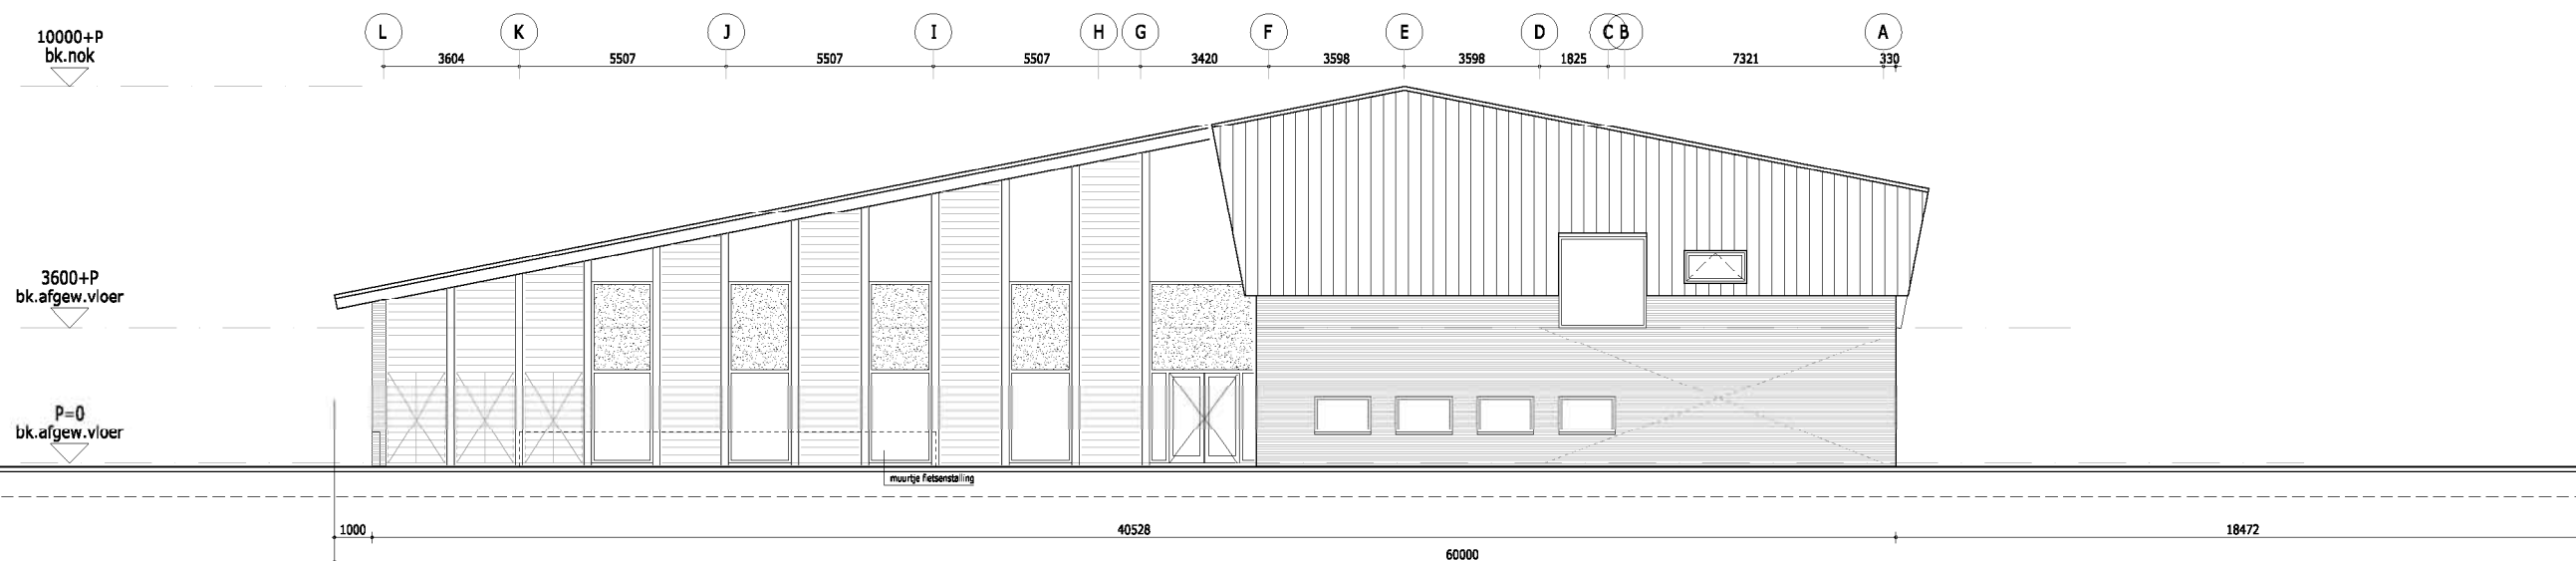 L K J I H G F E D C B A
3604 5507 5507 5507 3420 3598 3598 1825 7321 330
10000+P
bk.nok
3600+P
bk.afgew.vloer
P=0
bk.afgew.vloer
muurtje fietsenstalling
1000 40528 18472
60000